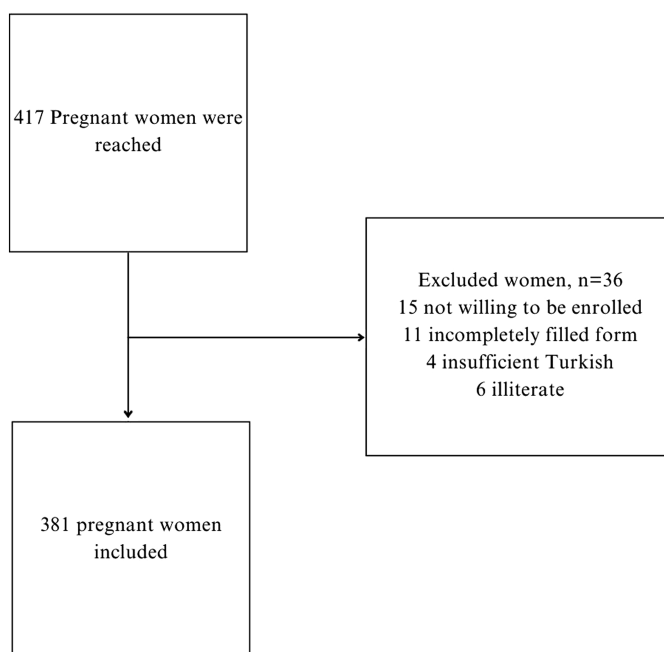 417 Pregnant women were
reached
Excluded women, n=36
15 not willing to be enrolled
11 incompletely filled form
4 insufficient Turkish
6 illiterate
381 pregnant women
included